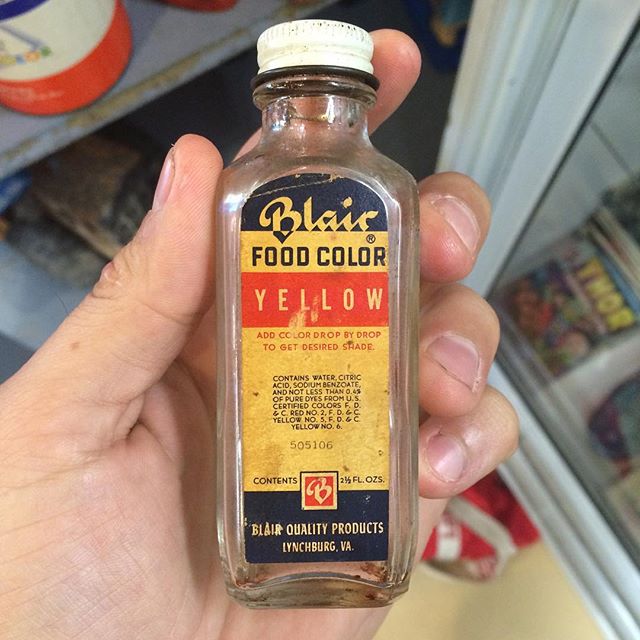 Blair
®
FOOD COLOR
YELLOW
ADD COLOR DROP BY DROP
TO GET DESIRED SHADE.
CONTAINS WATER, CITRIC
ACID, SODIUM BENZOATE,
AND NOT LESS THAN 0.4%
OF PURE DYES FROM U.S.
CERTIFIED COLORS F. D.
& C. RED NO. 2, F. D. & C.
YELLOW NO. 5, F. D. & C.
YELLOW NO. 6.
505106
CONTENTS B 2½ FL. OZS.
BLAIR QUALITY PRODUCTS
LYNCHBURG, VA.
THOR